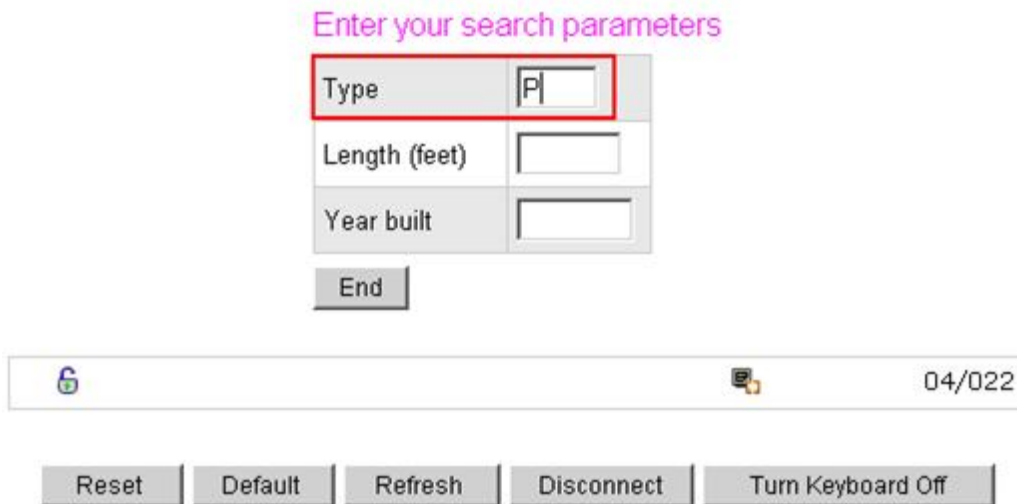 Enter your search parameters
Type P
Length (feet)
Year built
End
04/022
Reset Default Refresh Disconnect Turn Keyboard Off